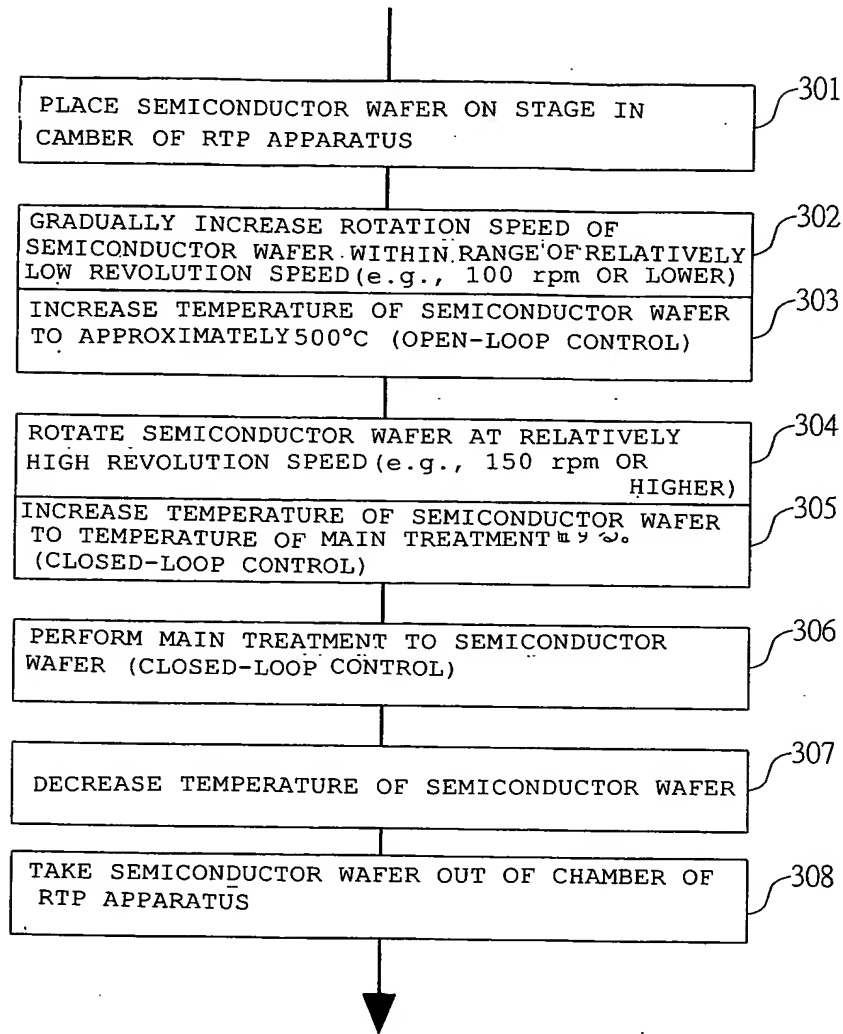 PLACE SEMICONDUCTOR WAFER ON STAGE IN
CAMBER OF RTP APPARATUS
301
GRADUALLY INCREASE ROTATION SPEED OF
SEMICONDUCTOR WAFER WITHIN RANGE OF RELATIVELY
LOW REVOLUTION SPEED (e.g., 100 rpm OR LOWER)
302
INCREASE TEMPERATURE OF SEMICONDUCTOR WAFER
TO APPROXIMATELY 500°C (OPEN-LOOP CONTROL)
303
ROTATE SEMICONDUCTOR WAFER AT RELATIVELY
HIGH REVOLUTION SPEED (e.g., 150 rpm OR
HIGHER)
304
INCREASE TEMPERATURE OF SEMICONDUCTOR WAFER
TO TEMPERATURE OF MAIN TREATMENT
(CLOSED-LOOP CONTROL)
305
PERFORM MAIN TREATMENT TO SEMICONDUCTOR
WAFER (CLOSED-LOOP CONTROL)
306
DECREASE TEMPERATURE OF SEMICONDUCTOR WAFER
307
TAKE SEMICONDUCTOR WAFER OUT OF CHAMBER OF
RTP APPARATUS
308